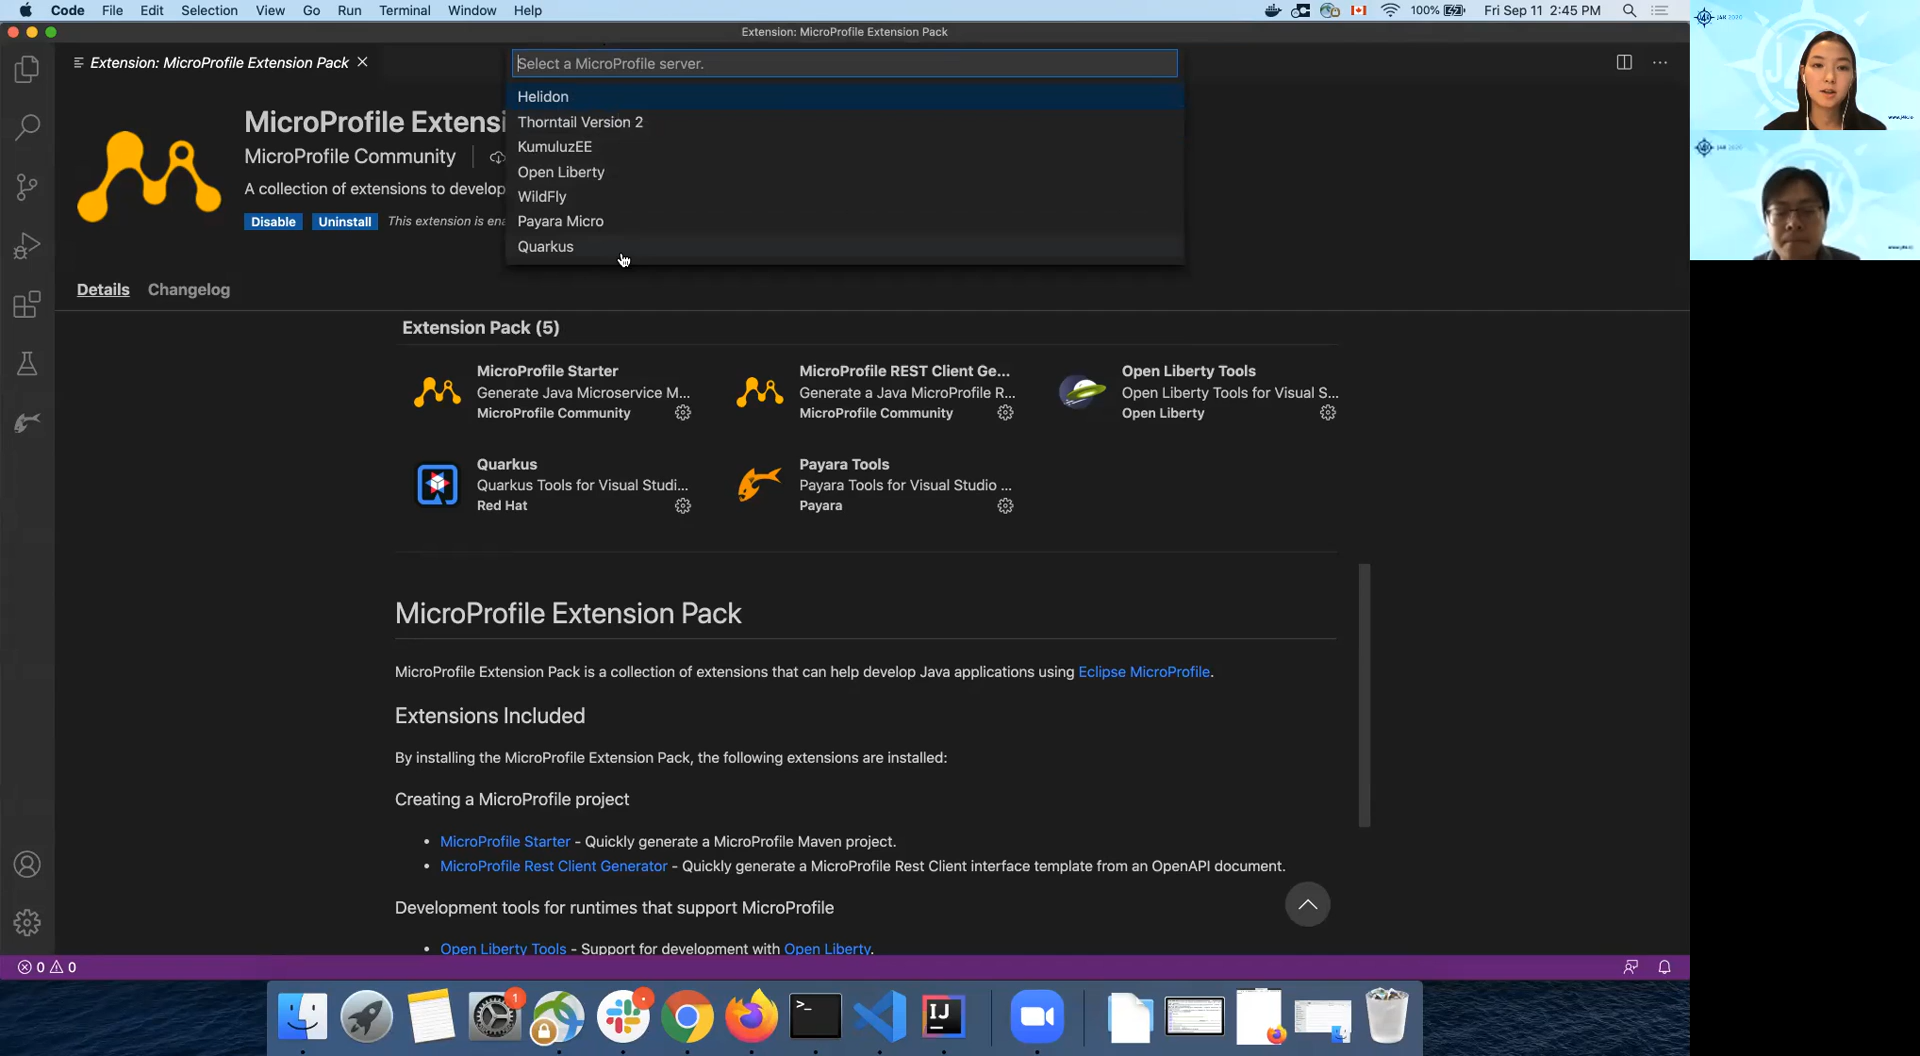 Code File Edit Selection View Go Run Terminal Window Help
100% Fri Sep 11 2:45 PM
Extension: MicroProfile Extension Pack
Extension: MicroProfile Extension Pack
Select a MicroProfile server.
Helidon
Thorntail Version 2
KumuluzEE
Open Liberty
WildFly
Payara Micro
Quarkus
MicroProfile Extensi
MicroProfile Community
A collection of extensions to develop
Disable Uninstall This extension is ena
Details Changelog
Extension Pack (5)
MicroProfile Starter
Generate Java Microservice M...
MicroProfile Community
MicroProfile REST Client Ge...
Generate a Java MicroProfile R...
MicroProfile Community
Open Liberty Tools
Open Liberty Tools for Visual S...
Open Liberty
Quarkus
Quarkus Tools for Visual Studi...
Red Hat
Payara Tools
Payara Tools for Visual Studio ...
Payara
MicroProfile Extension Pack
MicroProfile Extension Pack is a collection of extensions that can help develop Java applications using Eclipse MicroProfile.
Extensions Included
By installing the MicroProfile Extension Pack, the following extensions are installed:
Creating a MicroProfile project
• MicroProfile Starter - Quickly generate a MicroProfile Maven project.
• MicroProfile Rest Client Generator - Quickly generate a MicroProfile Rest Client interface template from an OpenAPI document.
Development tools for runtimes that support MicroProfile
• Open Liberty Tools - Support for development with Open Liberty.
0 0
1
IJ